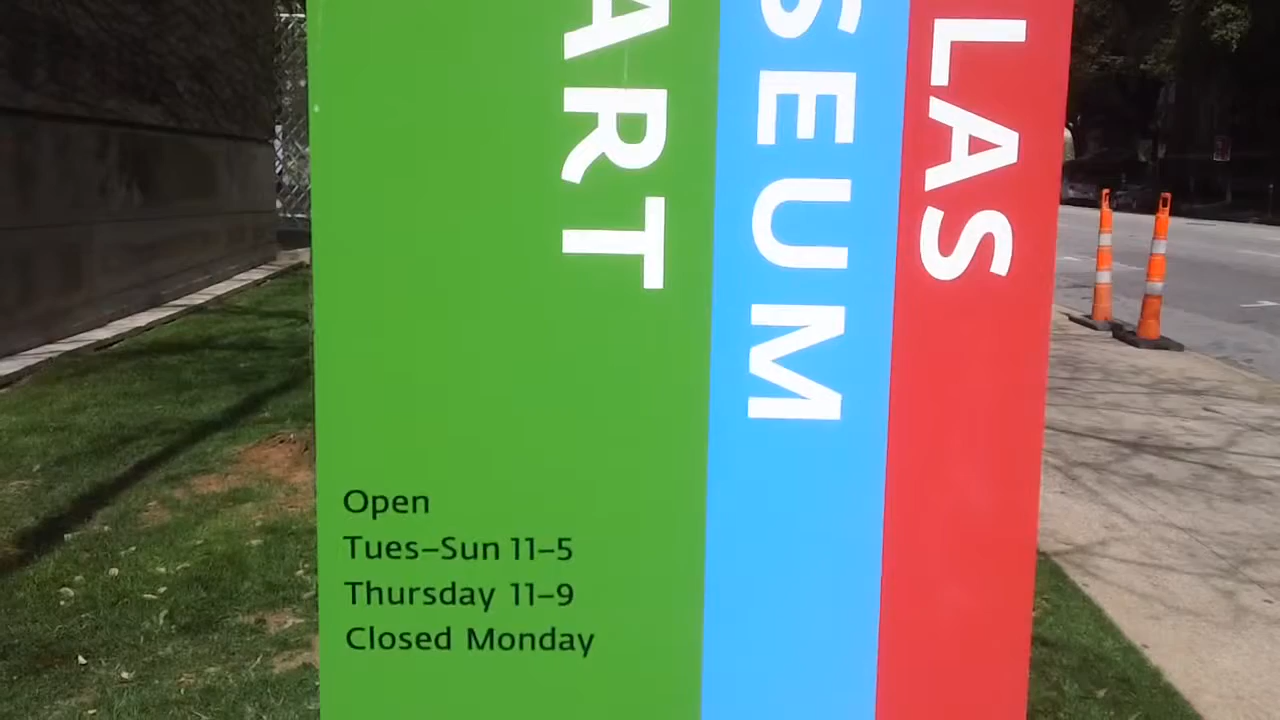 LAS
SEUM
ART
Open
Tues–Sun 11–5
Thursday 11–9
Closed Monday